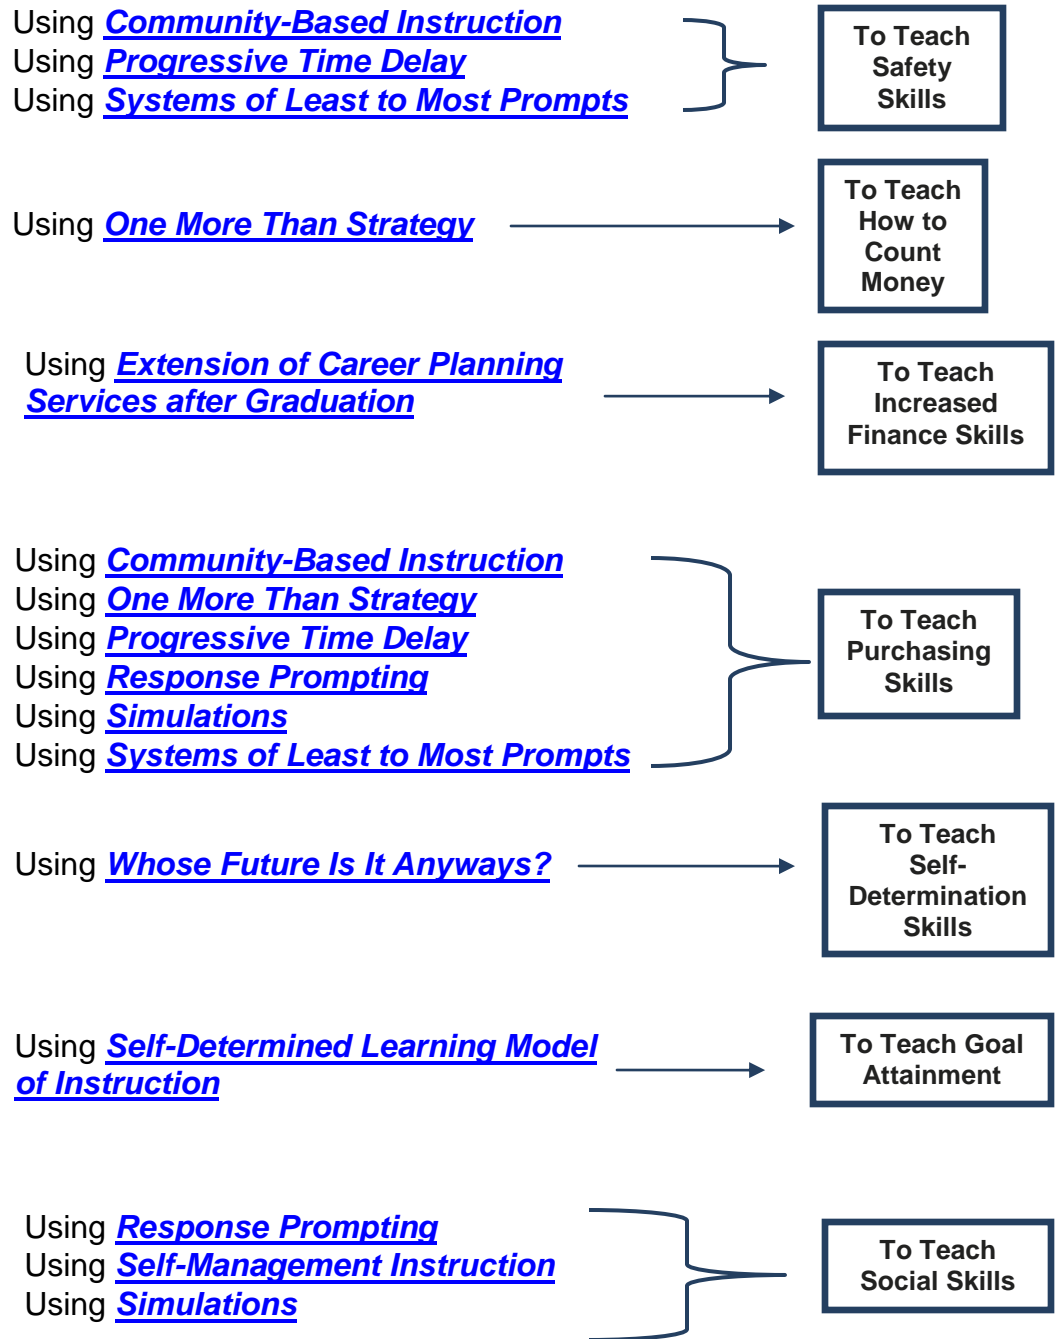 Using Community-Based Instruction
Using Progressive Time Delay
Using Systems of Least to Most Prompts
To Teach
Safety
Skills
Using One More Than Strategy
To Teach
How to
Count
Money
Using Extension of Career Planning
Services after Graduation
To Teach
Increased
Finance Skills
Using Community-Based Instruction
Using One More Than Strategy
Using Progressive Time Delay
Using Response Prompting
Using Simulations
Using Systems of Least to Most Prompts
To Teach
Purchasing
Skills
Using Whose Future Is It Anyways?
To Teach
Self-
Determination
Skills
Using Self-Determined Learning Model
of Instruction
To Teach Goal
Attainment
Using Response Prompting
Using Self-Management Instruction
Using Simulations
To Teach
Social Skills